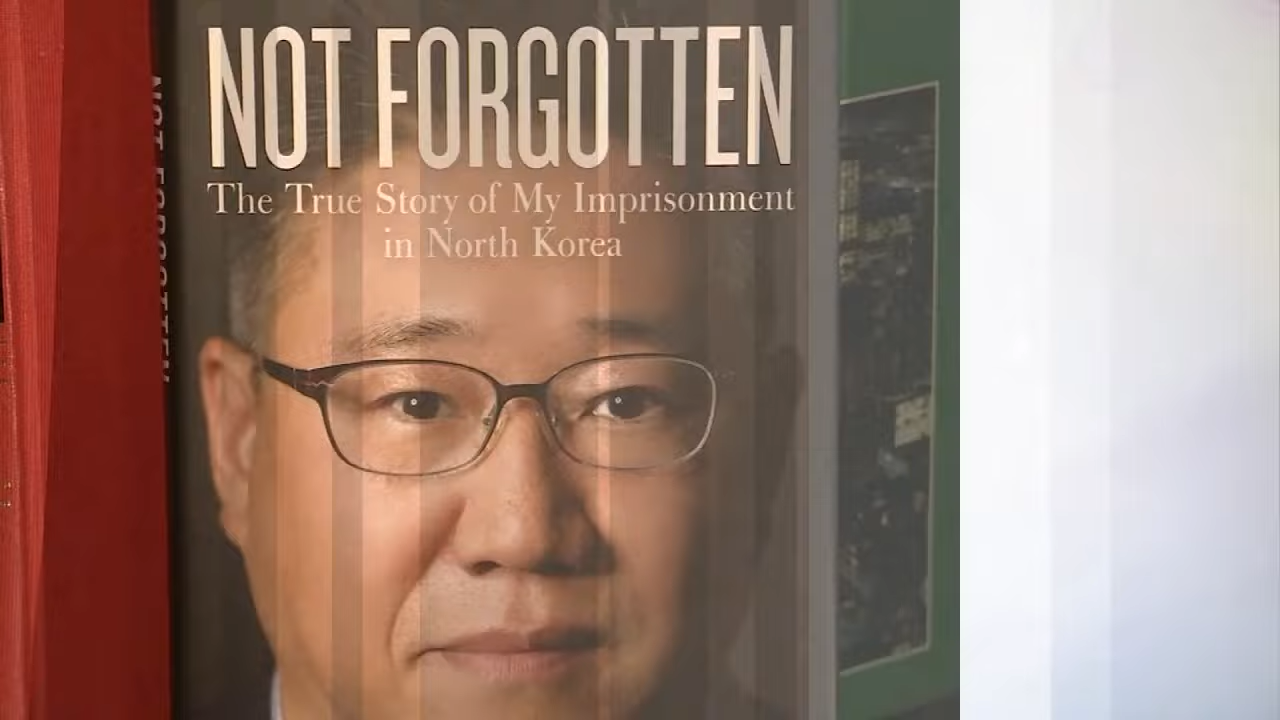 NOT FORGOTTEN
The True Story of My Imprisonment
in North Korea
NOT FORGOTTEN